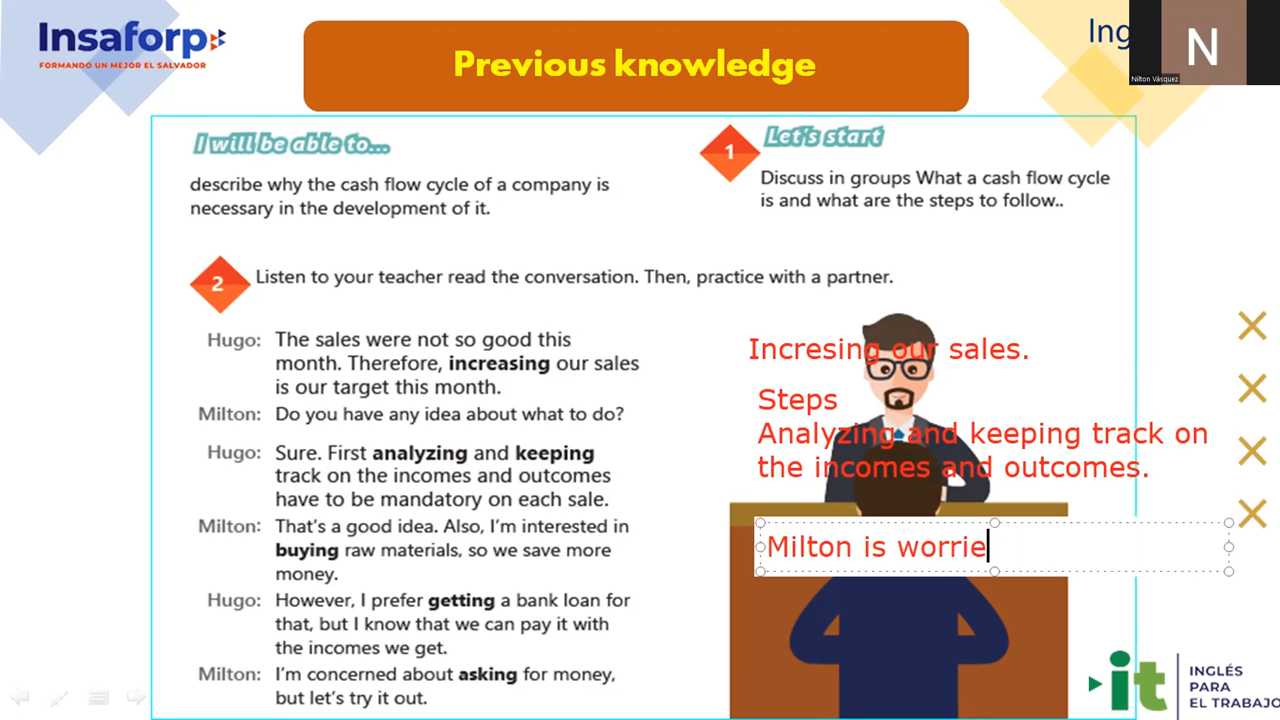 Insaforp
FORMANDO UN MEJOR EL SALVADOR
Previous knowledge
Ing
N
Nilton Vásquez
I will be able to...
describe why the cash flow cycle of a company is
necessary in the development of it.
1
Let's start
Discuss in groups What a cash flow cycle
is and what are the steps to follow..
2
Listen to your teacher read the conversation. Then, practice with a partner.
Hugo: The sales were not so good this
month. Therefore, increasing our sales
is our target this month.
Milton: Do you have any idea about what to do?
Hugo: Sure. First analyzing and keeping
track on the incomes and outcomes
have to be mandatory on each sale.
Milton: That's a good idea. Also, I'm interested in
buying raw materials, so we save more
money.
Hugo: However, I prefer getting a bank loan for
that, but I know that we can pay it with
the incomes we get.
Milton: I'm concerned about asking for money,
but let's try it out.
Incresing our sales.
Steps
Analyzing and keeping track on
the incomes and outcomes.
Milton is worrie
it
INGLÉS
PARA
EL TRABAJO